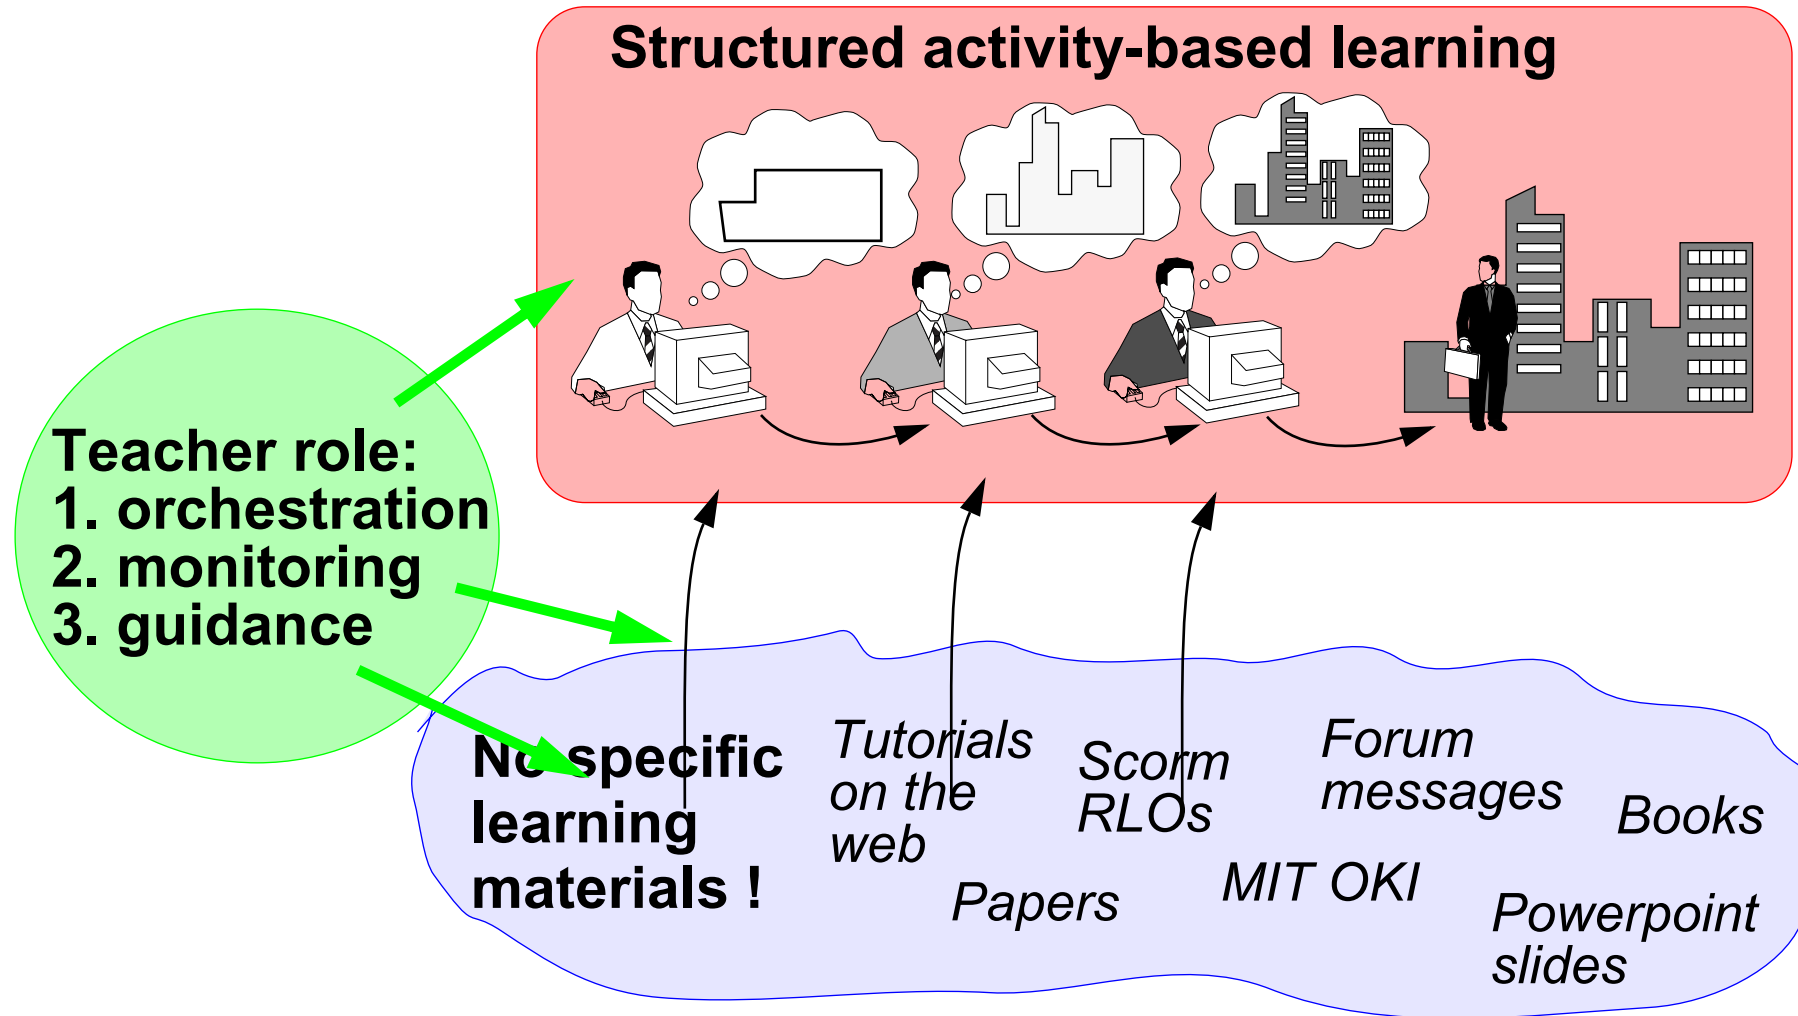 Structured activity-based learning
Teacher role:
1. orchestration
2. monitoring
3. guidance
No specific
learning
materials !
Tutorials
on the
web
Scorm
RLOs
Forum
messages
Books
Papers
MIT OKI
Powerpoint
slides